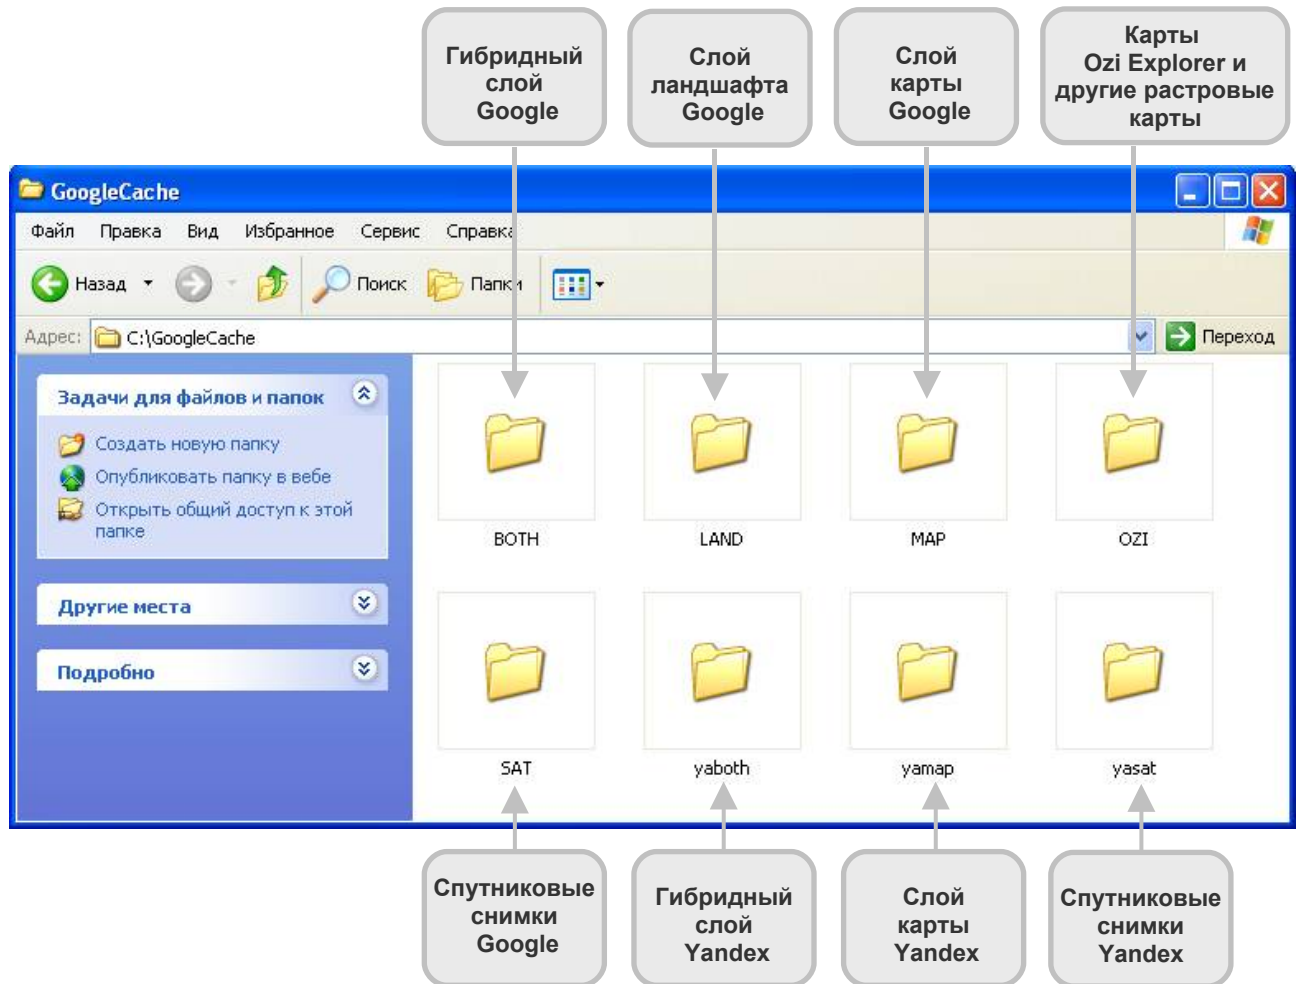 Гибридный
слой
Google
Слой
ландшафта
Google
Слой
карты
Google
Карты
Ozi Explorer и
другие растровые
карты
GoogleCache
Файл Правка Вид Избранное Сервис Справка
Назад Поиск Папки
Адрес: C:\GoogleCache Переход
Задачи для файлов и папок
Создать новую папку
Опубликовать папку в вебе
Открыть общий доступ к этой
папке
Другие места
Подробно
BOTH LAND MAP OZI
SAT yaboth yamap yasat
Спутниковые
снимки
Google
Гибридный
слой
Yandex
Слой
карты
Yandex
Спутниковые
снимки
Yandex